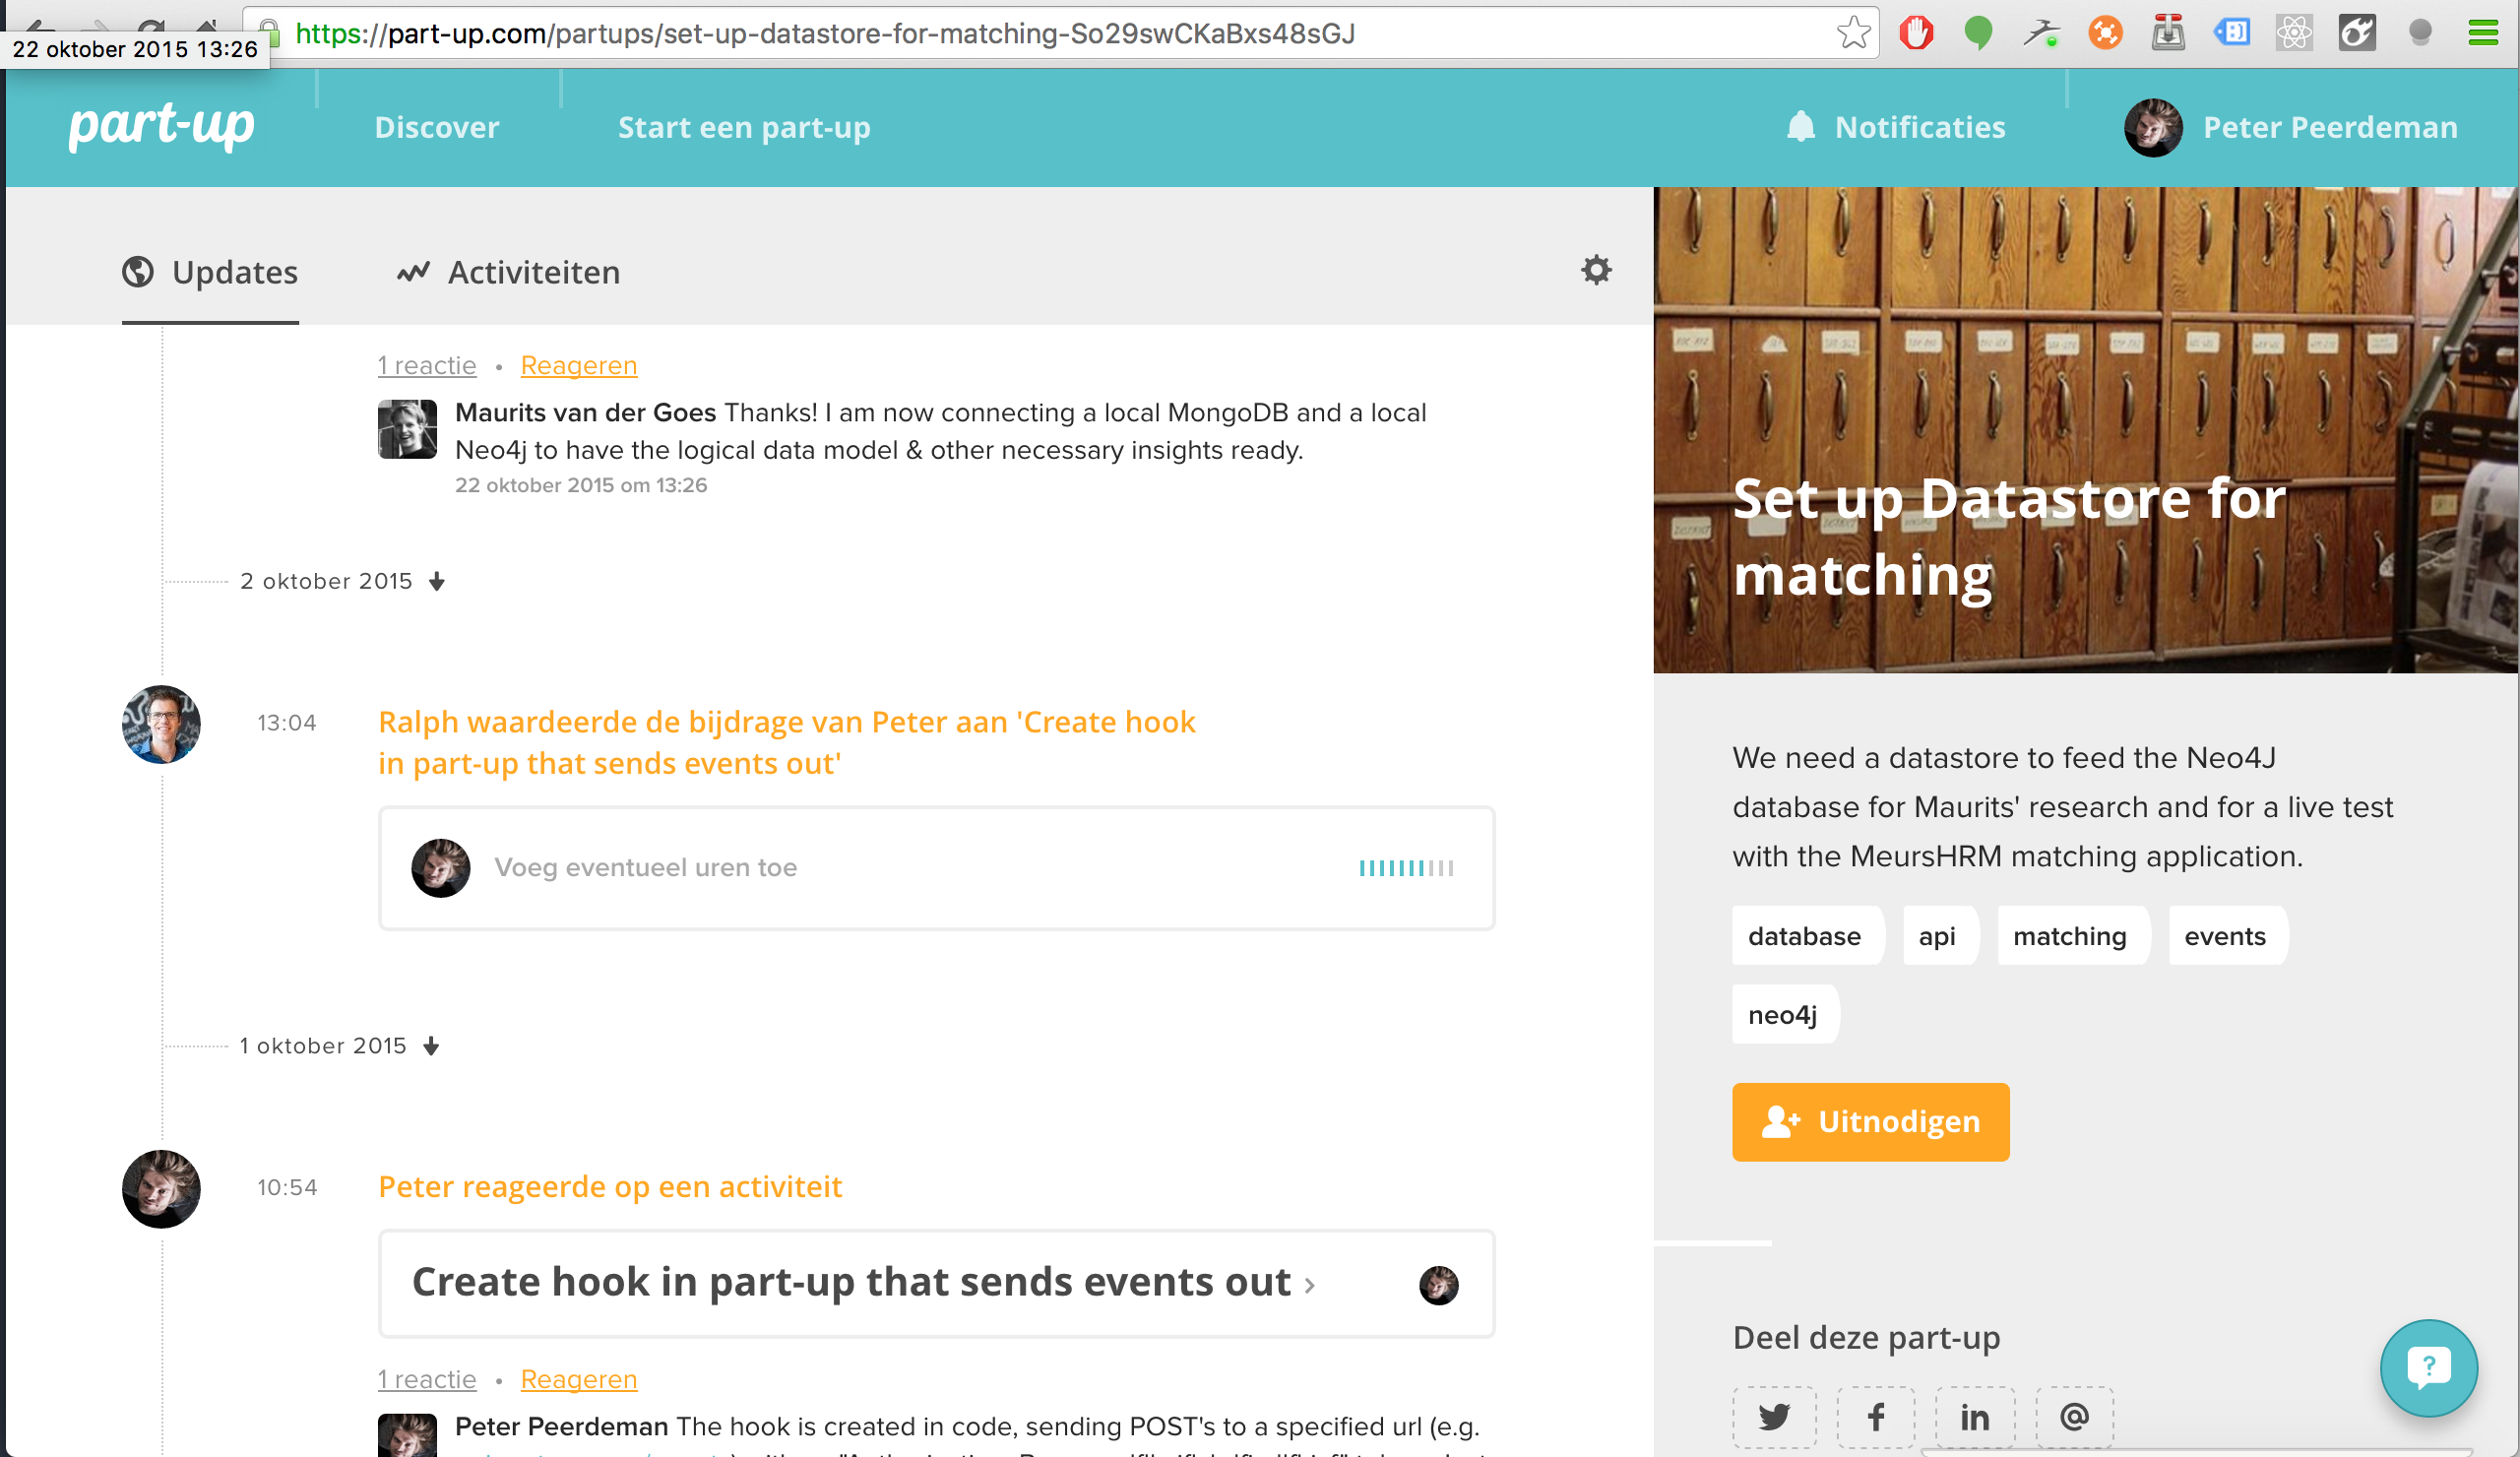 https://part-up.com/partups/set-up-datastore-for-matching-So29swCKaBxs48sGJ
22 oktober 2015 13:26
part-up
Discover
Start een part-up
Notificaties
Peter Peerdeman
Updates
Activiteiten
1 reactie • Reageren
Maurits van der Goes Thanks! I am now connecting a local MongoDB and a local
Neo4j to have the logical data model & other necessary insights ready.
22 oktober 2015 om 13:26
2 oktober 2015
13:04
Ralph waardeerde de bijdrage van Peter aan 'Create hook
in part-up that sends events out'
Voeg eventueel uren toe
1 oktober 2015
10:54
Peter reageerde op een activiteit
Create hook in part-up that sends events out ›
1 reactie • Reageren
Peter Peerdeman The hook is created in code, sending POST's to a specified url (e.g.
Set up Datastore for
matching
We need a datastore to feed the Neo4J
database for Maurits' research and for a live test
with the MeursHRM matching application.
database
api
matching
events
neo4j
Uitnodigen
Deel deze part-up